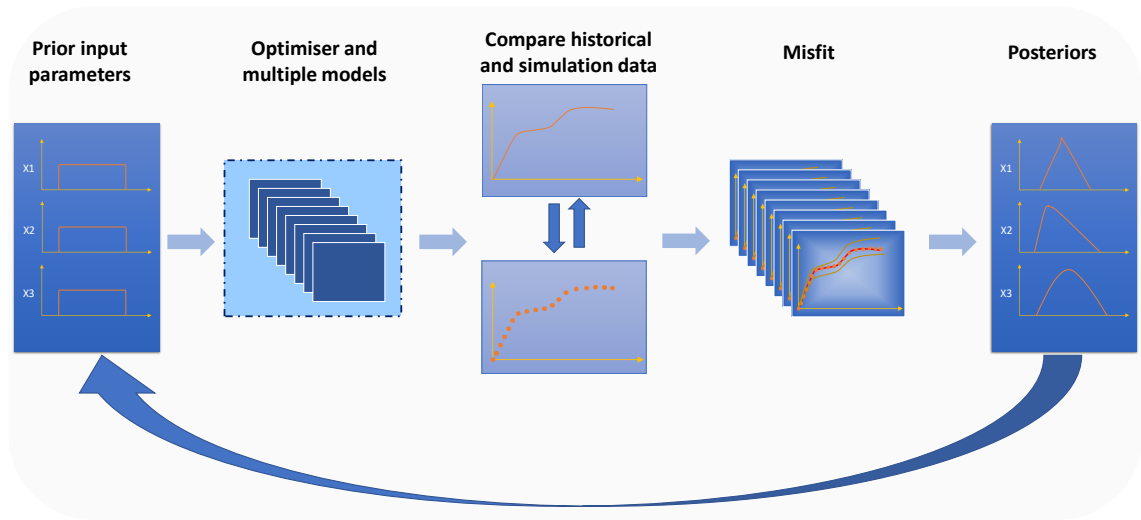 Prior input
parameters
Optimiser and
multiple models
Compare historical
and simulation data
Misfit
Posteriors
X1
X2
X3
X1
X2
X3